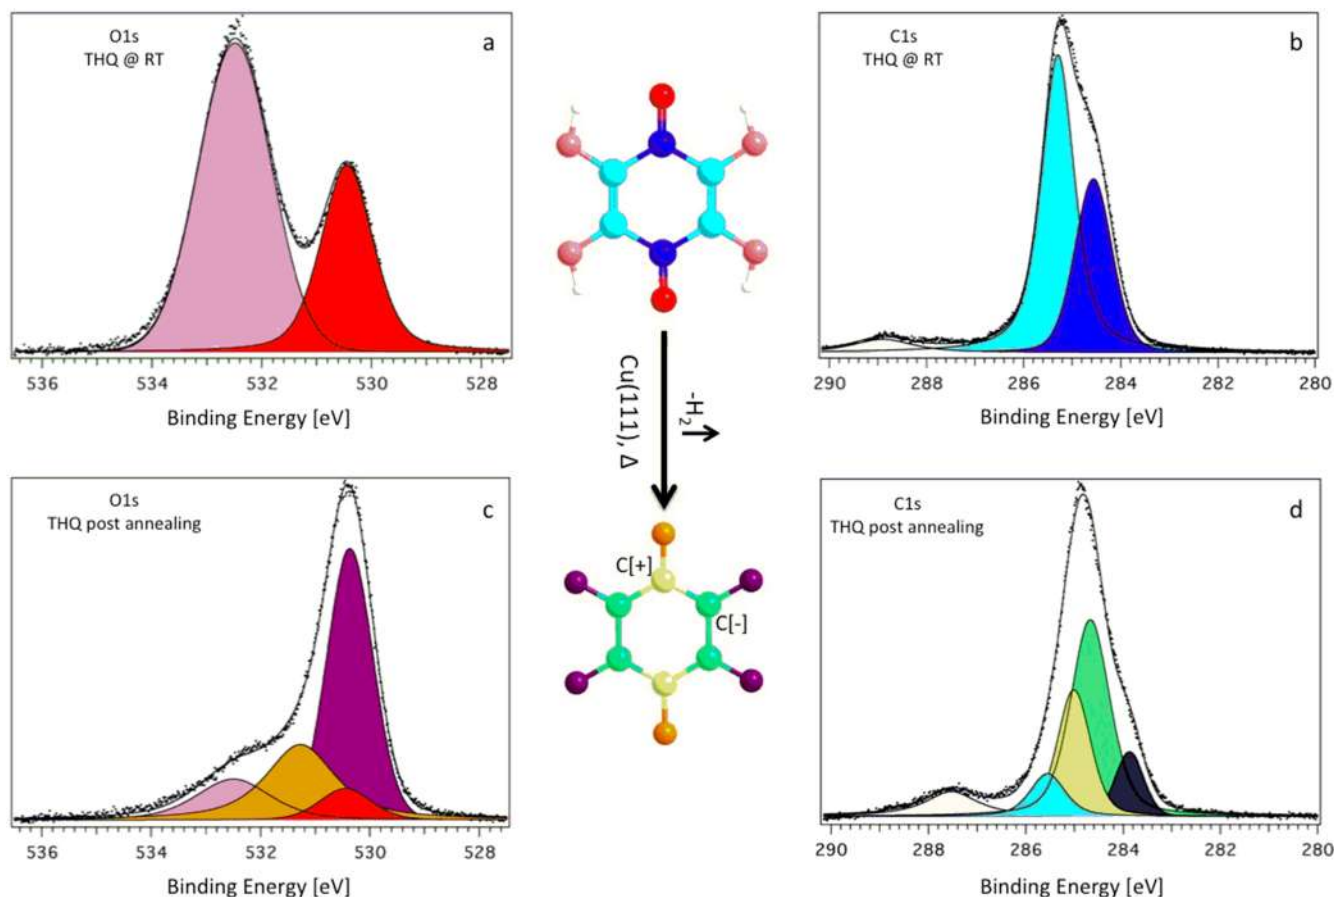 O1s
THQ @ RT
a
536 534 532 530 528
Binding Energy [eV]
C1s
THQ @ RT
b
290 288 286 284 282 280
Binding Energy [eV]
Cu(111), Δ
-H2
O1s
THQ post annealing
c
536 534 532 530 528
Binding Energy [eV]
C[+]
C[-]
C1s
THQ post annealing
d
290 288 286 284 282 280
Binding Energy [eV]